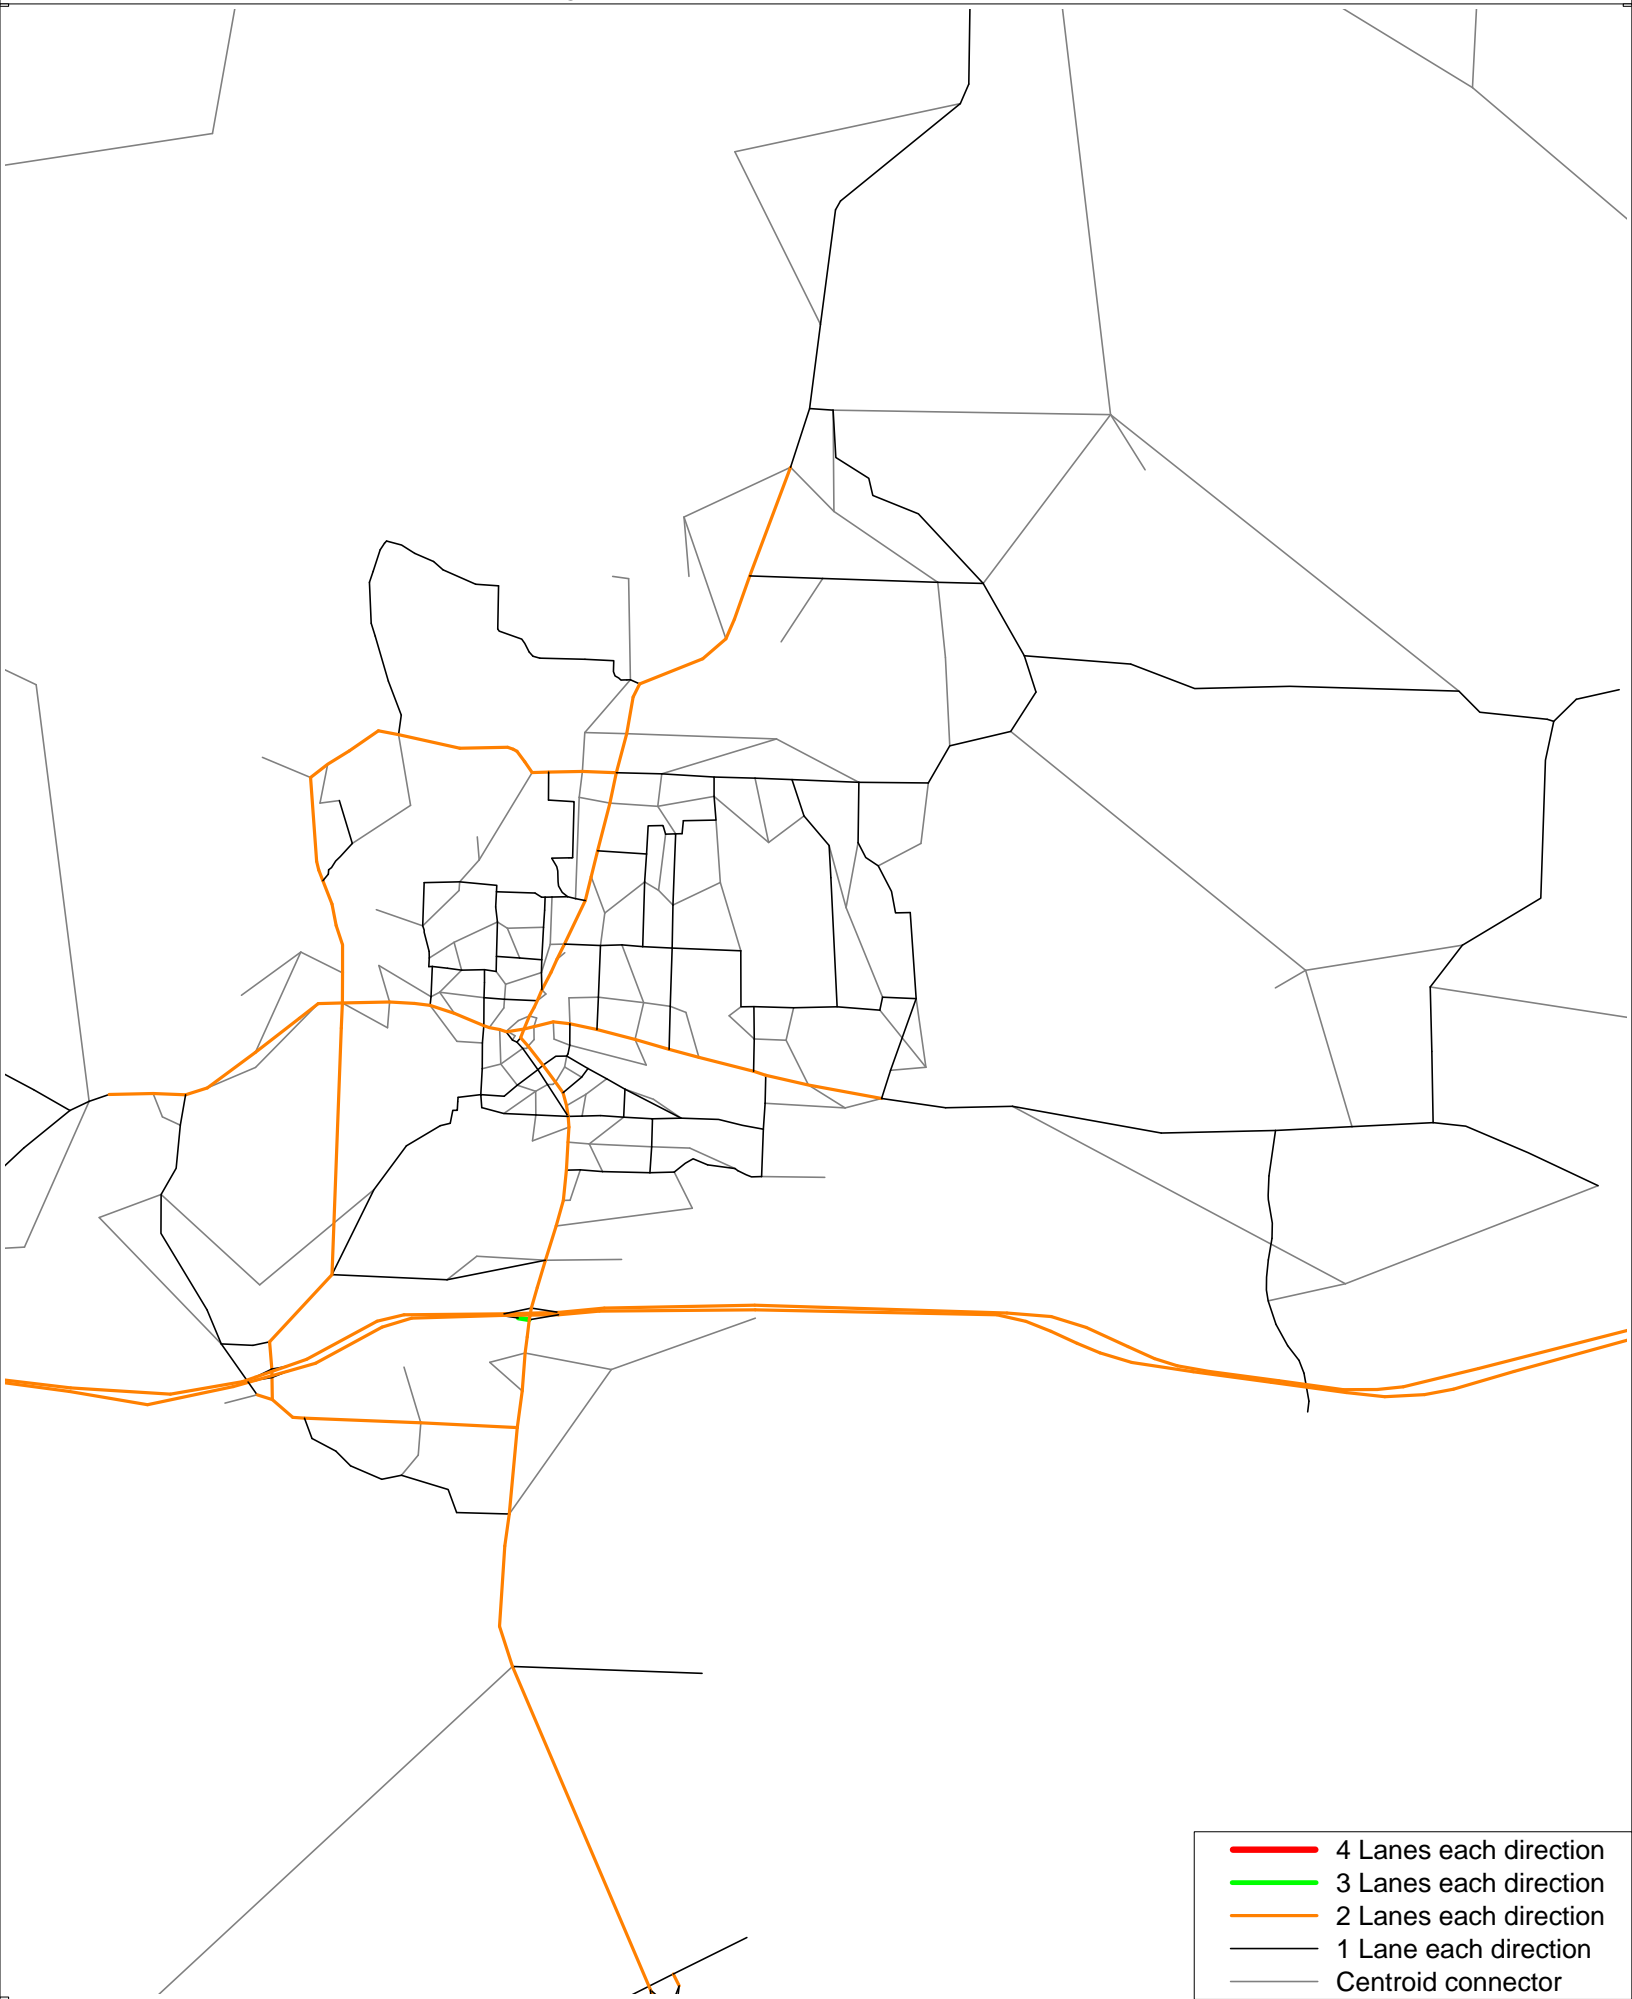 4 Lanes each direction
3 Lanes each direction
2 Lanes each direction
1 Lane each direction
Centroid connector